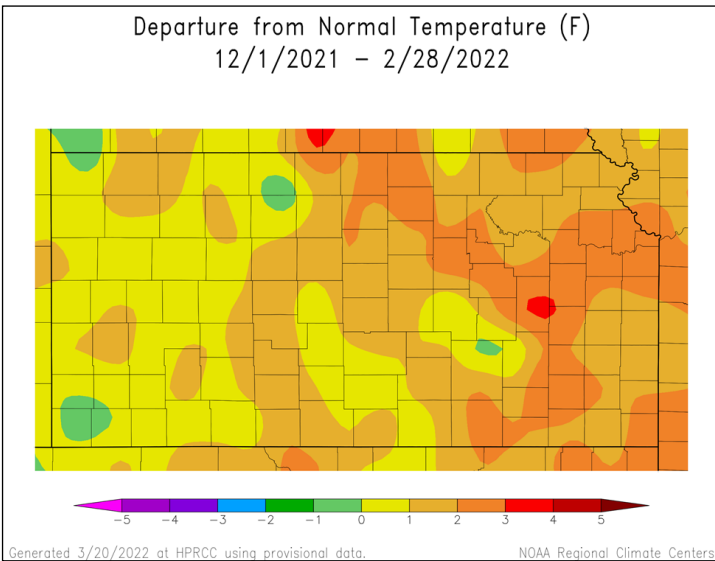 Departure from Normal Temperature (F)
12/1/2021 – 2/28/2022
-5 -4 -3 -2 -1 0 1 2 3 4 5
Generated 3/20/2022 at HPRCC using provisional data. NOAA Regional Climate Centers